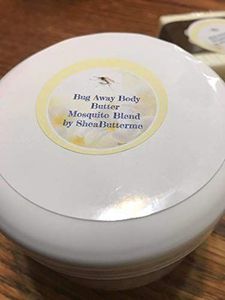 Bug Away Body
Butter
Mosquito Blend
by SheaButterme